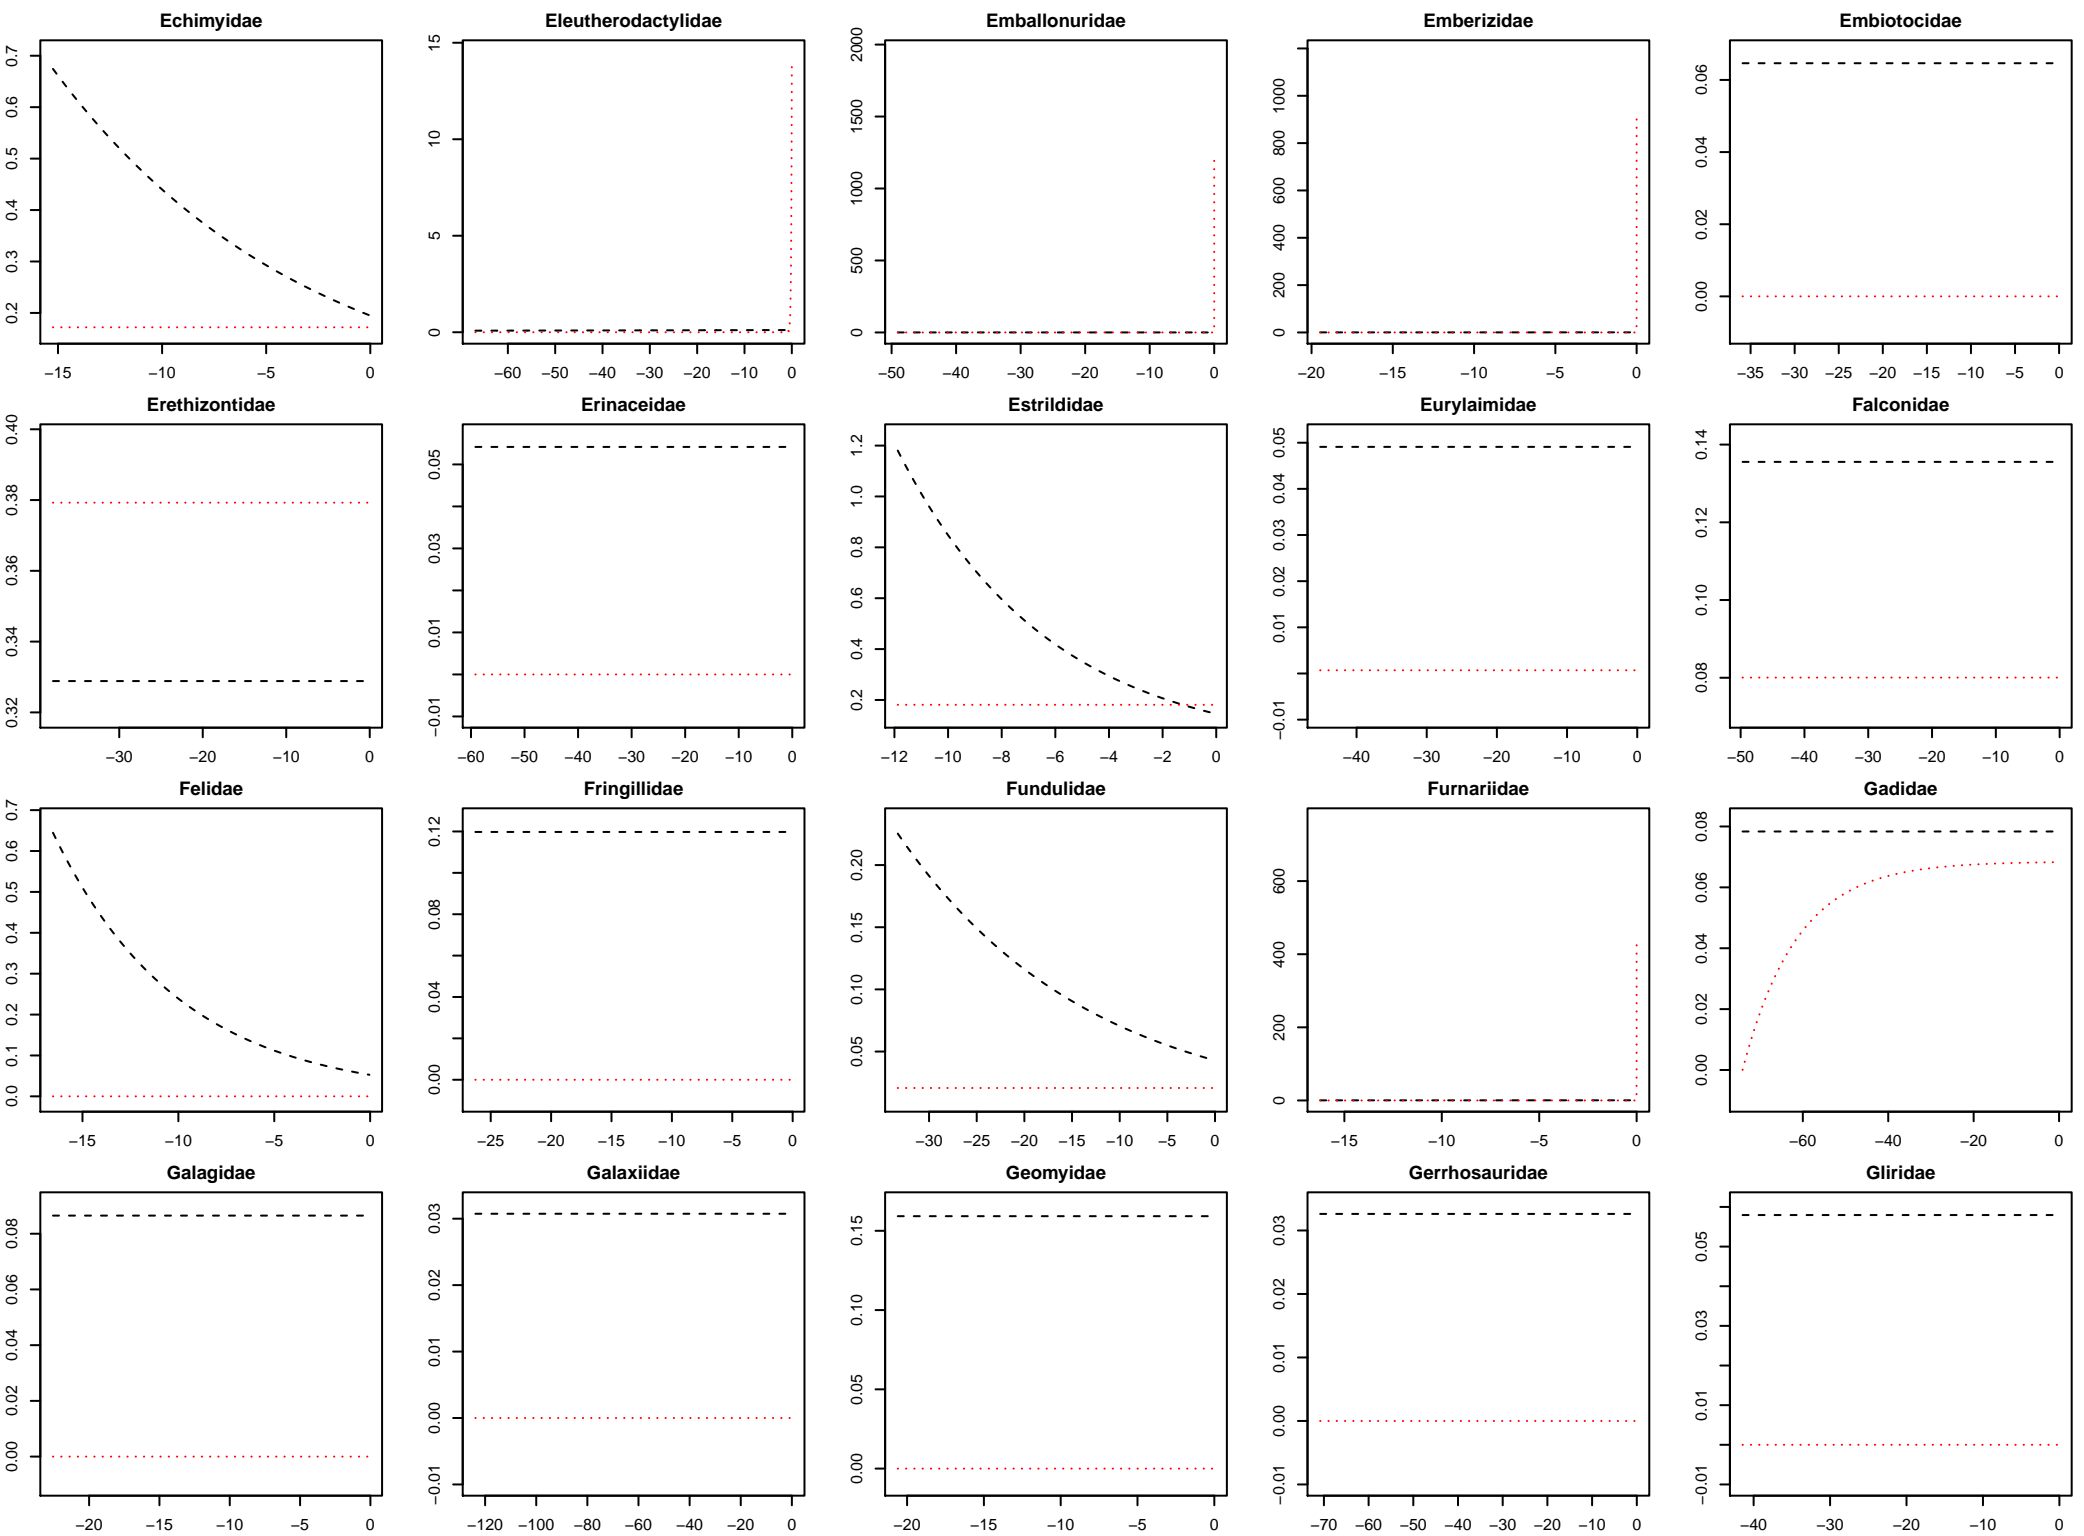 Echimyidae
0.2 0.3 0.4 0.5 0.6 0.7
−15 −10 −5 0
Eleutherodactylidae
0 5 10 15
−60 −50 −40 −30 −20 −10 0
Emballonuridae
0 500 1000 1500 2000
−50 −40 −30 −20 −10 0
Emberizidae
0 200 400 600 800 1000
−20 −15 −10 −5 0
Embiotocidae
0.00 0.02 0.04 0.06
−35 −30 −25 −20 −15 −10 −5 0
Erethizontidae
0.32 0.34 0.36 0.38 0.40
−30 −20 −10 0
Erinaceidae
−0.01 0.01 0.03 0.05
−60 −50 −40 −30 −20 −10 0
Estrildidae
0.2 0.4 0.6 0.8 1.0 1.2
−12 −10 −8 −6 −4 −2 0
Eurylaimidae
−0.01 0.01 0.02 0.03 0.04 0.05
−40 −30 −20 −10 0
Falconidae
0.08 0.10 0.12 0.14
−50 −40 −30 −20 −10 0
Felidae
0.0 0.1 0.2 0.3 0.4 0.5 0.6 0.7
−15 −10 −5 0
Fringillidae
0.00 0.04 0.08 0.12
−25 −20 −15 −10 −5 0
Fundulidae
0.05 0.10 0.15 0.20
−30 −25 −20 −15 −10 −5 0
Furnariidae
0 200 400 600
−15 −10 −5 0
Gadidae
0.00 0.02 0.04 0.06 0.08
−60 −40 −20 0
Galagidae
0.00 0.02 0.04 0.06 0.08
−20 −15 −10 −5 0
Galaxiidae
−0.01 0.00 0.01 0.02 0.03
−120 −100 −80 −60 −40 −20 0
Geomyidae
0.00 0.05 0.10 0.15
−20 −15 −10 −5 0
Gerrhosauridae
−0.01 0.00 0.01 0.02 0.03
−70 −60 −50 −40 −30 −20 −10 0
Gliridae
−0.01 0.01 0.03 0.05
−40 −30 −20 −10 0